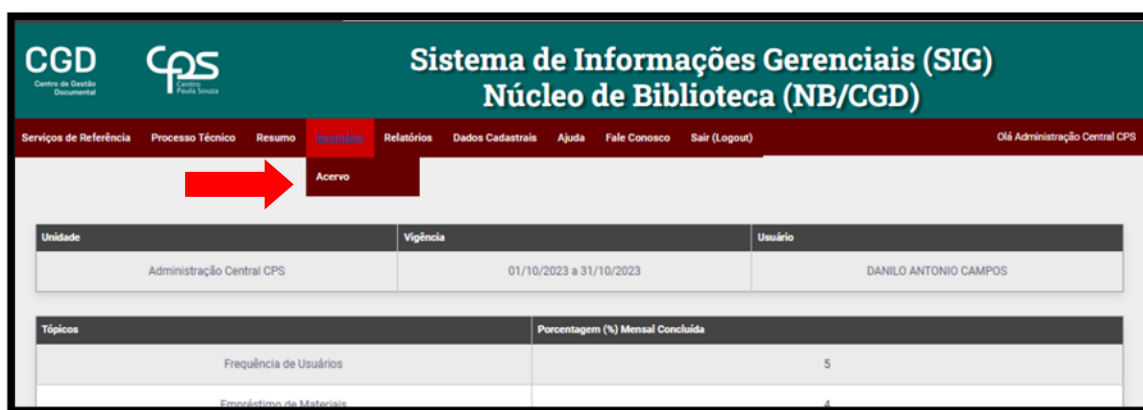 CGD
Centro de Gestão
Documental
CPS
Centro
Paula Souza
Sistema de Informações Gerenciais (SIG)
Núcleo de Biblioteca (NB/CGD)
Serviços de Referência Processo Técnico Resumo Inventário Relatórios Dados Cadastrais Ajuda Fale Conosco Sair (Logout) Olá Administração Central CPS
Acervo
Unidade Vigência Usuário
Administração Central CPS 01/10/2023 a 31/10/2023 DANILO ANTONIO CAMPOS
Tópicos Porcentagem (%) Mensal Concluída
Frequência de Usuários 5
Empréstimo de Materiais 4